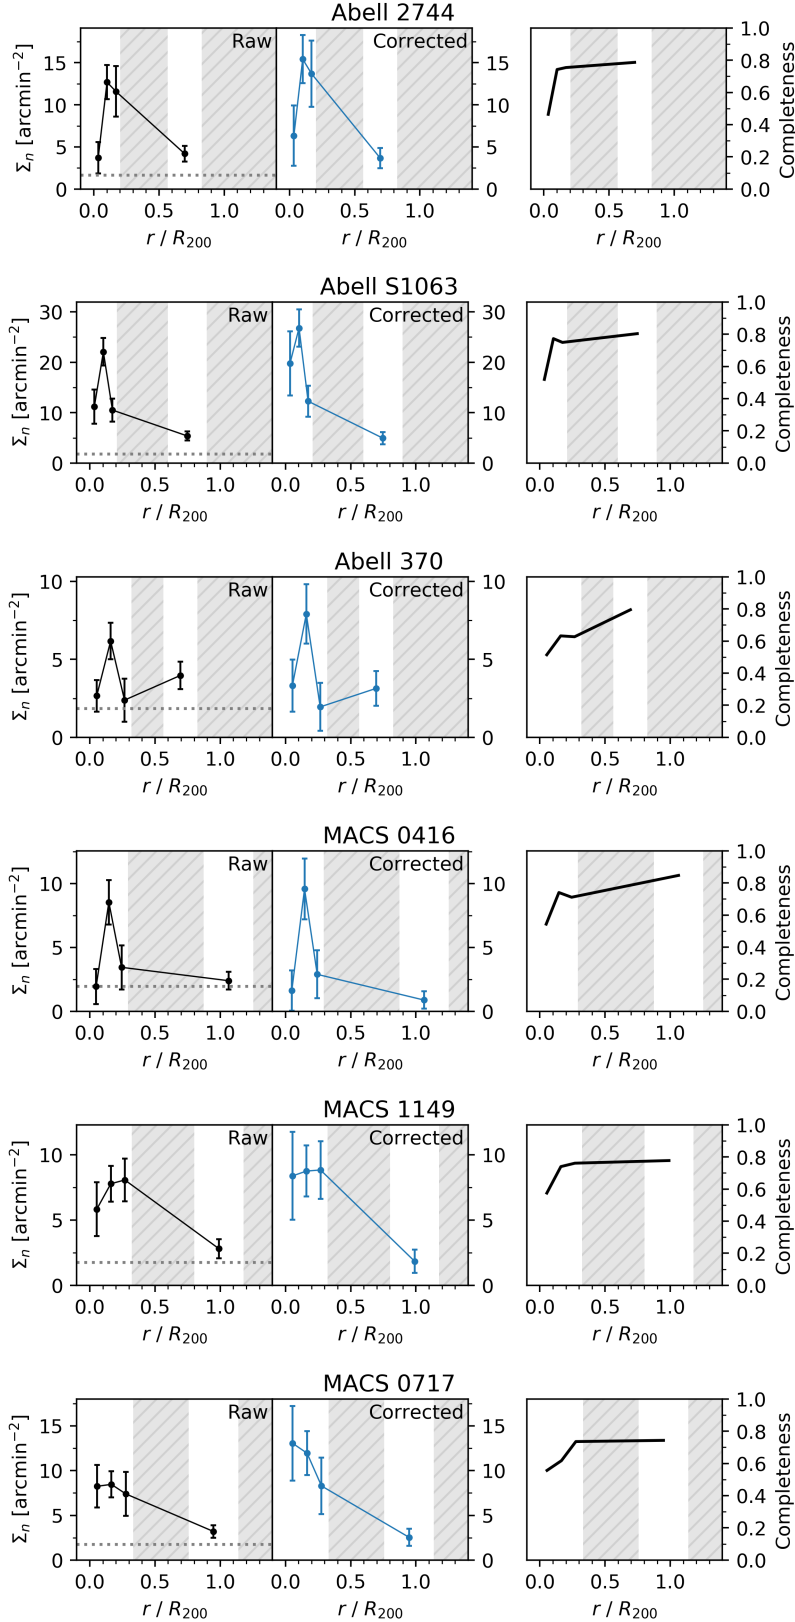 Abell 2744
Raw
Corrected
Σn [arcmin−2]
15
10
5
0
15
10
5
0
1.0
0.8
0.6
0.4
0.2
0.0
Completeness
0.0 0.5 1.0
0.0 0.5 1.0
0.0 0.5 1.0
r / R200
r / R200
r / R200
Abell S1063
Raw
Corrected
Σn [arcmin−2]
30
20
10
0
30
20
10
0
1.0
0.8
0.6
0.4
0.2
0.0
Completeness
0.0 0.5 1.0
0.0 0.5 1.0
0.0 0.5 1.0
r / R200
r / R200
r / R200
Abell 370
Raw
Corrected
Σn [arcmin−2]
10
5
0
10
5
0
1.0
0.8
0.6
0.4
0.2
0.0
Completeness
0.0 0.5 1.0
0.0 0.5 1.0
0.0 0.5 1.0
r / R200
r / R200
r / R200
MACS 0416
Raw
Corrected
Σn [arcmin−2]
10
5
0
10
5
0
1.0
0.8
0.6
0.4
0.2
0.0
Completeness
0.0 0.5 1.0
0.0 0.5 1.0
0.0 0.5 1.0
r / R200
r / R200
r / R200
MACS 1149
Raw
Corrected
Σn [arcmin−2]
10
5
0
10
5
0
1.0
0.8
0.6
0.4
0.2
0.0
Completeness
0.0 0.5 1.0
0.0 0.5 1.0
0.0 0.5 1.0
r / R200
r / R200
r / R200
MACS 0717
Raw
Corrected
Σn [arcmin−2]
15
10
5
0
15
10
5
0
1.0
0.8
0.6
0.4
0.2
0.0
Completeness
0.0 0.5 1.0
0.0 0.5 1.0
0.0 0.5 1.0
r / R200
r / R200
r / R200